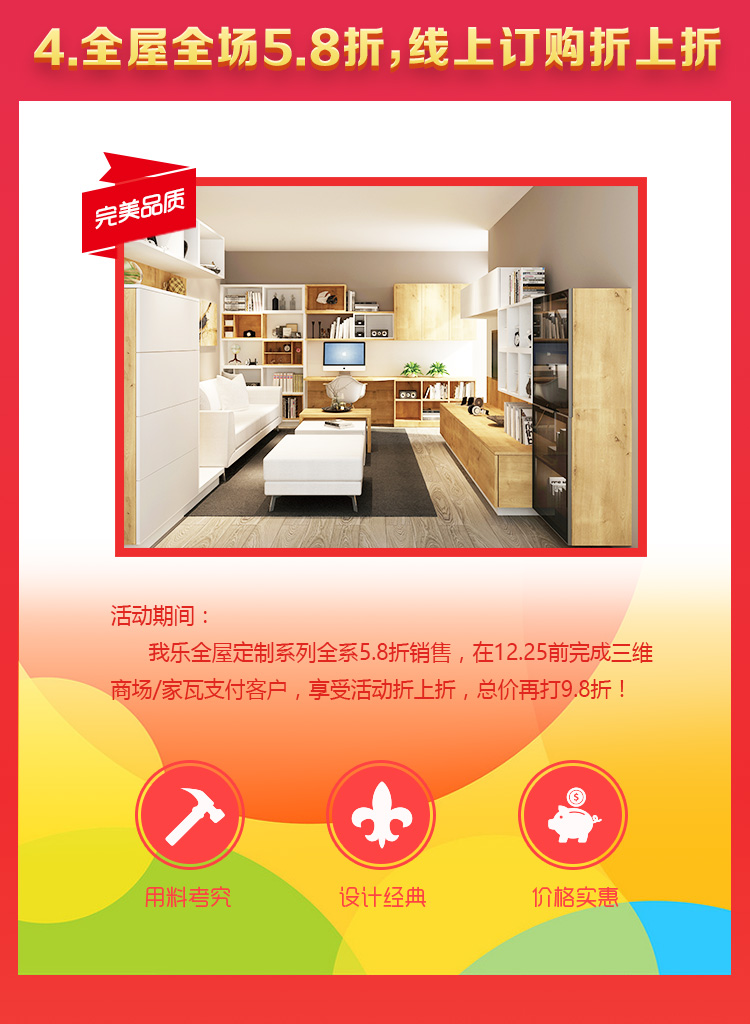 4.全屋全场5.8折,线上订购折上折
完美品质
活动期间：
我乐全屋定制系列全系5.8折销售，在12.25前完成三维
商场/家瓦支付客户，享受活动折上折，总价再打9.8折！
$
用料考究
设计经典
价格实惠